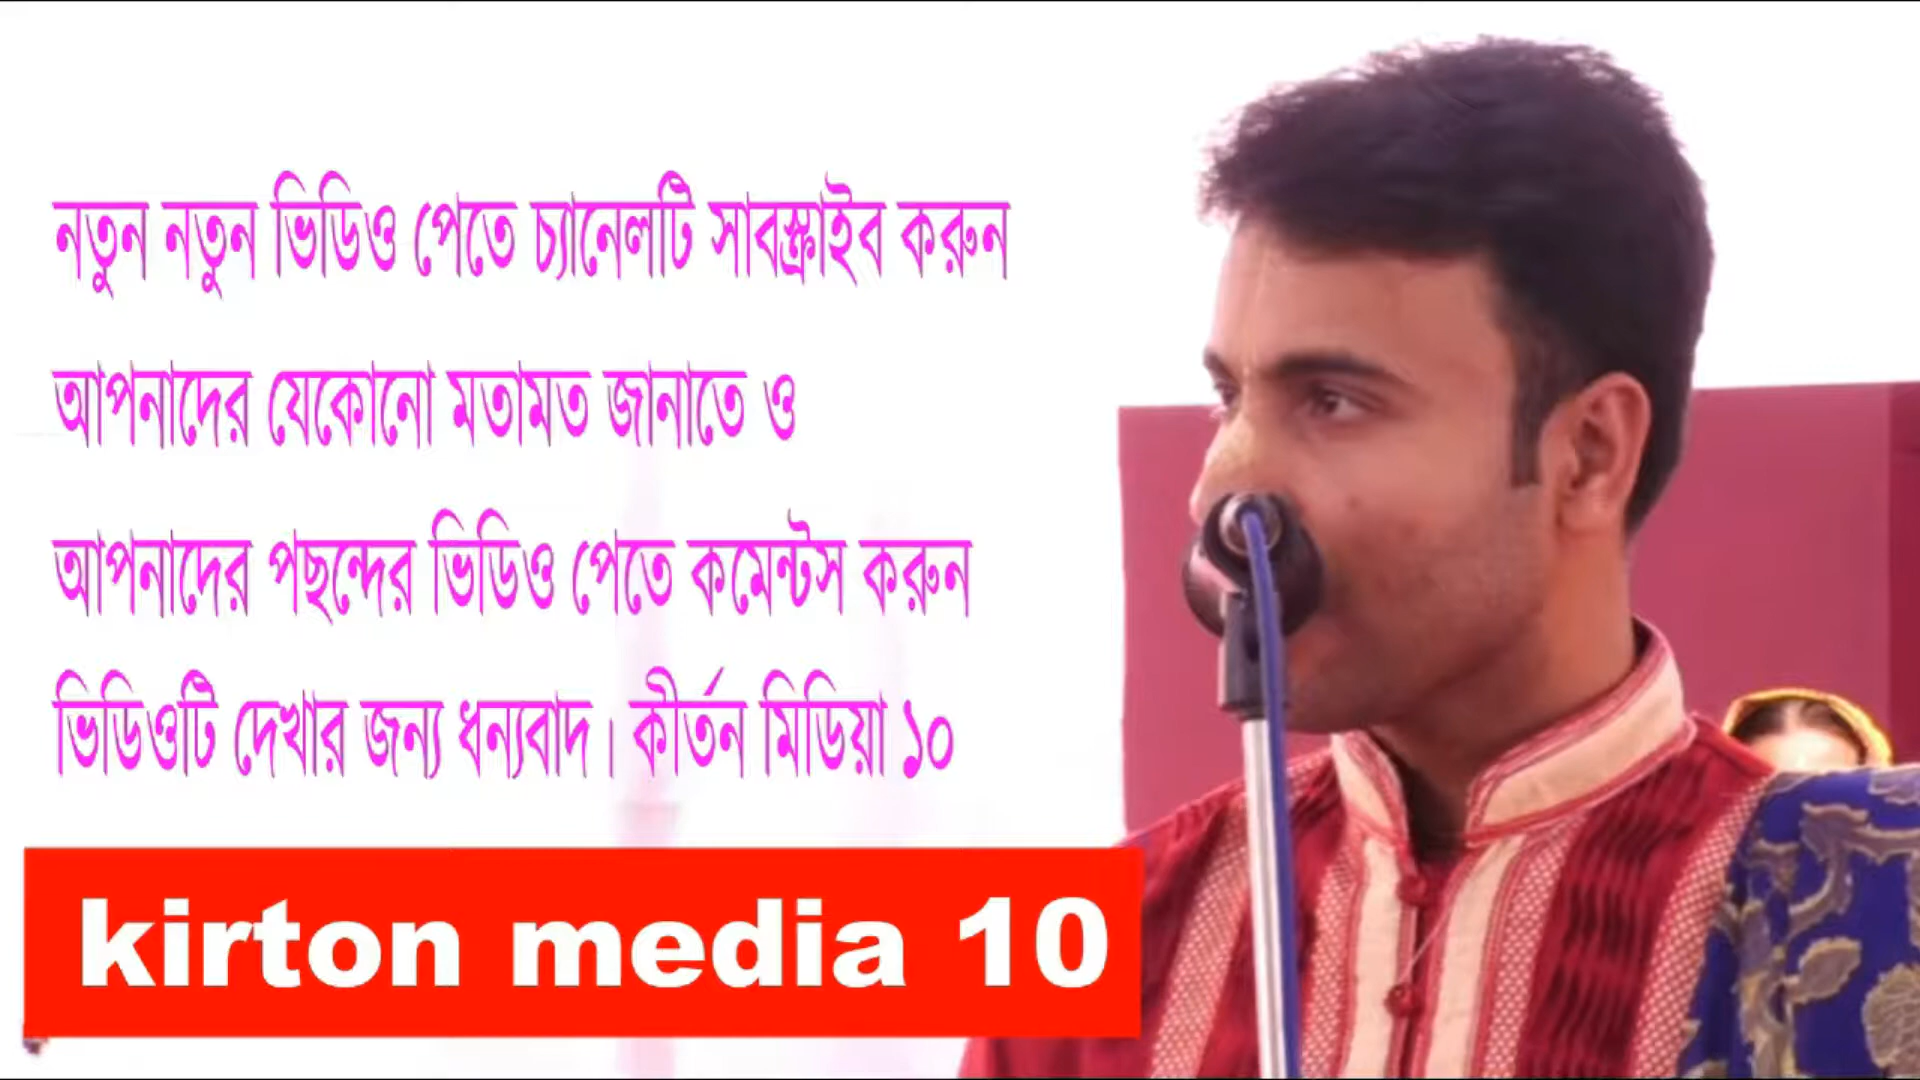 নতুন নতুন ভিডিও পেতে চ্যানেলটি সাবস্ক্রাইব করুন
আপনাদের যেকোনো মতামত জানাতে ও
আপনাদের পছন্দের ভিডিও পেতে কমেন্টস করুন
ভিডিওটি দেখার জন্য ধন্যবাদ। কীর্তন মিডিয়া ১০
kirton media 10